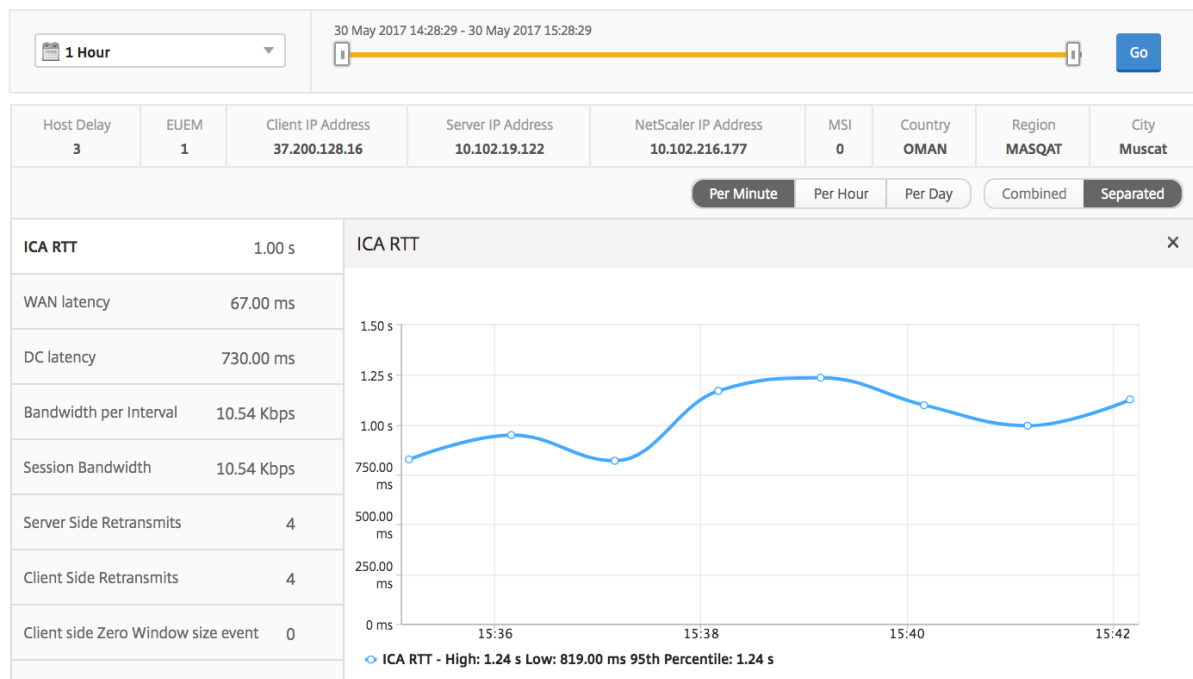 30 May 2017 14:28:29 - 30 May 2017 15:28:29
1 Hour
Go
Host Delay EUEM Client IP Address Server IP Address NetScaler IP Address MSI Country Region City
3 1 37.200.128.16 10.102.19.122 10.102.216.177 0 OMAN MASQAT Muscat
Per Minute Per Hour Per Day Combined Separated
ICA RTT 1.00 s
WAN latency 67.00 ms
DC latency 730.00 ms
Bandwidth per Interval 10.54 Kbps
Session Bandwidth 10.54 Kbps
Server Side Retransmits 4
Client Side Retransmits 4
Client side Zero Window size event 0
ICA RTT ×
1.50 s
1.25 s
1.00 s
750.00
ms
500.00
ms
250.00
ms
0 ms
15:36 15:38 15:40 15:42
ICA RTT - High: 1.24 s Low: 819.00 ms 95th Percentile: 1.24 s